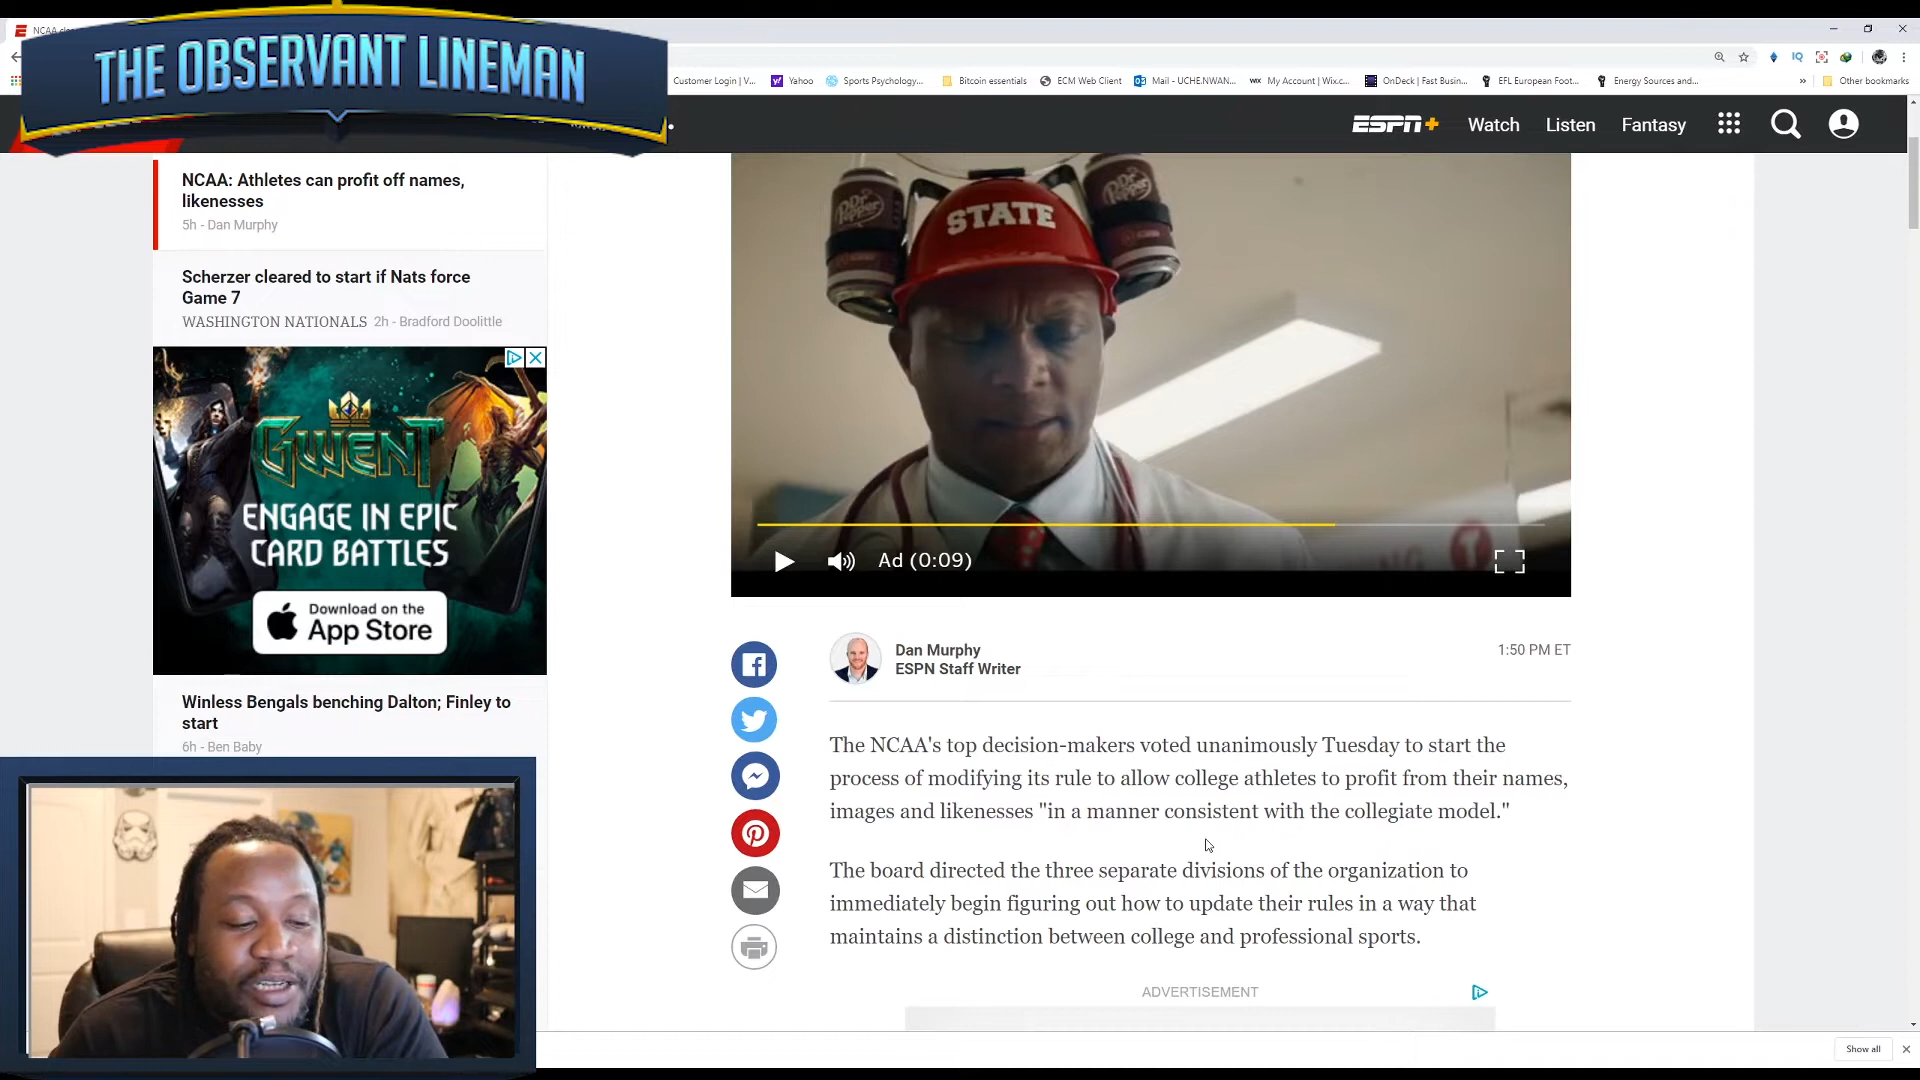 THE OBSERVANT LINEMAN
Customer Login | V...
Yahoo
Sports Psychology...
Bitcoin essentials
ECM Web Client
Mail - UCHE.NWAN...
My Account | Wix.c...
OnDeck | Fast Busin...
EFL European Foot...
Energy Sources and...
»
Other bookmarks
ESPN+
Watch
Listen
Fantasy
NCAA: Athletes can profit off names,
likenesses
5h - Dan Murphy
Scherzer cleared to start if Nats force
Game 7
WASHINGTON NATIONALS 2h - Bradford Doolittle
GWENT
ENGAGE IN EPIC
CARD BATTLES
Download on the
App Store
Winless Bengals benching Dalton; Finley to
start
6h - Ben Baby
Dr Pepper
STATE
Dr Pepper
Ad (0:09)
Dan Murphy
ESPN Staff Writer
1:50 PM ET
The NCAA's top decision-makers voted unanimously Tuesday to start the
process of modifying its rule to allow college athletes to profit from their names,
images and likenesses "in a manner consistent with the collegiate model."
The board directed the three separate divisions of the organization to
immediately begin figuring out how to update their rules in a way that
maintains a distinction between college and professional sports.
ADVERTISEMENT
Show all